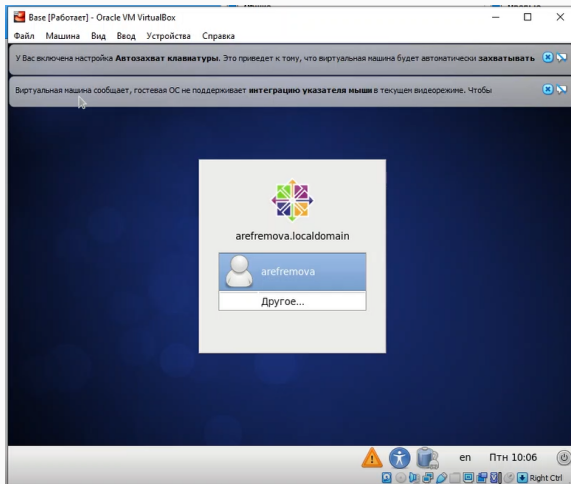 Base [Работает] - Oracle VM VirtualBox
Файл Машина Вид Ввод Устройства Справка
У Вас включена настройка Автозахват клавиатуры. Это приведет к тому, что виртуальная машина будет автоматически захватывать
Виртуальная машина сообщает, гостевая ОС не поддерживает интеграцию указателя мыши в текущем видеорежиме. Чтобы
arefremova.localdomain
arefremova
Другое...
en Птн 10:06
Right Ctrl